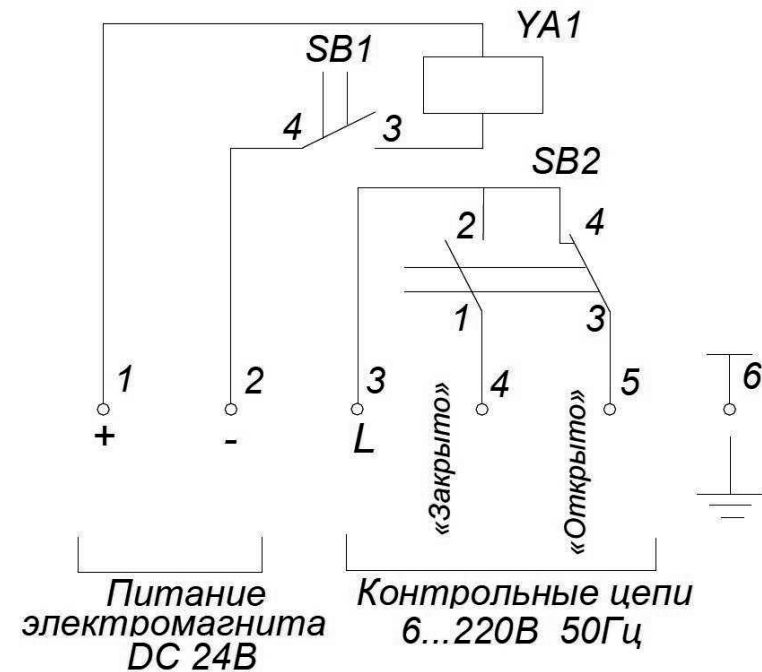 YA1
SB1
4
3
SB2
2
4
1
3
1
2
3
4
5
6
+
-
L
«Закрыто»
«Открыто»
Питание
электромагнита
DC 24В
Контрольные цепи
6...220В 50Гц